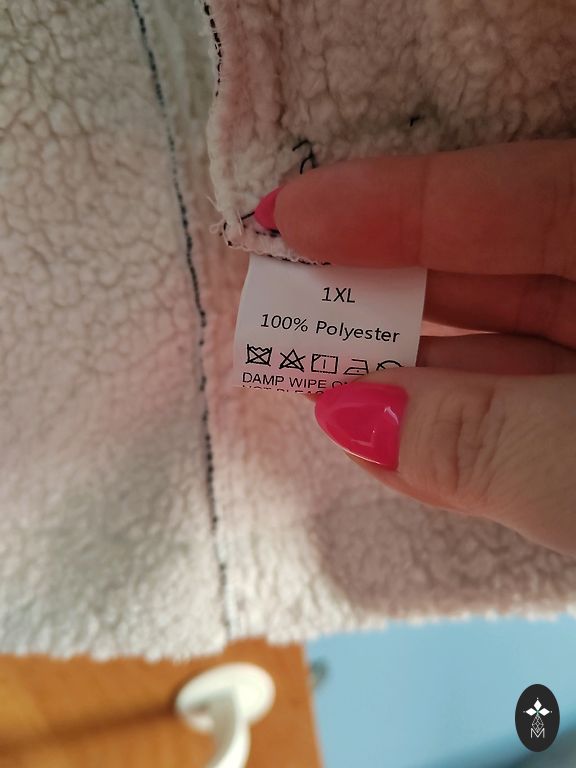 1XL
100% Polyester
DAMP WIPE
M